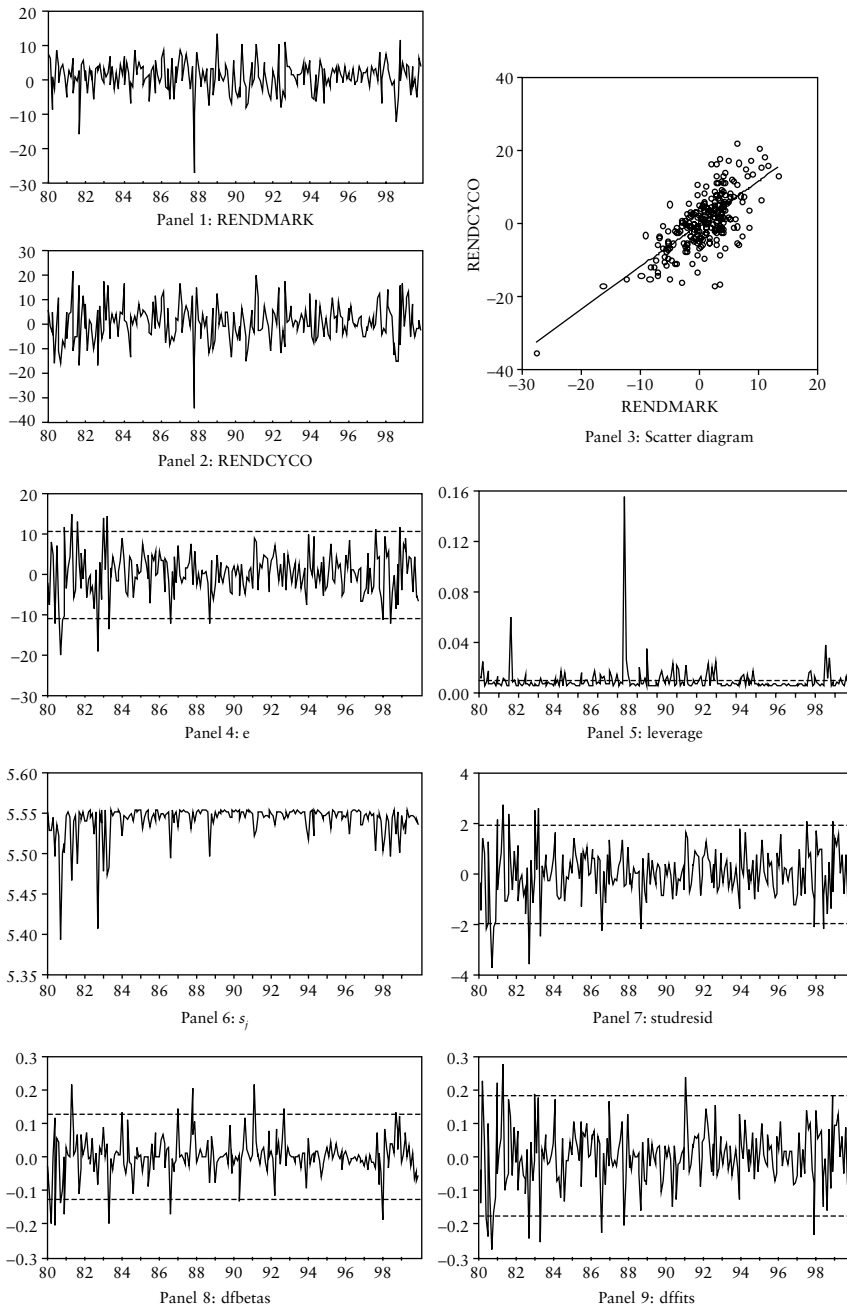 20
10
0
−10
−20
−30
80 82 84 86 88 90 92 94 96 98
Panel 1: RENDMARK
30
20
10
0
−10
−20
−30
−40
80 82 84 86 88 90 92 94 96 98
Panel 2: RENDCYCO
40
20
0
−20
−40
RENDCYCO
−30 −20 −10 0 10 20
RENDMARK
Panel 3: Scatter diagram
20
10
0
−10
−20
−30
80 82 84 86 88 90 92 94 96 98
Panel 4: e
0.16
0.12
0.08
0.04
0.00
80 82 84 86 88 90 92 94 96 98
Panel 5: leverage
5.60
5.55
5.50
5.45
5.40
5.35
80 82 84 86 88 90 92 94 96 98
Panel 6: sj
4
2
0
−2
−4
80 82 84 86 88 90 92 94 96 98
Panel 7: studresid
0.3
0.2
0.1
0.0
−0.1
−0.2
−0.3
80 82 84 86 88 90 92 94 96 98
Panel 8: dfbetas
0.3
0.2
0.1
0.0
−0.1
−0.2
−0.3
80 82 84 86 88 90 92 94 96 98
Panel 9: dffits